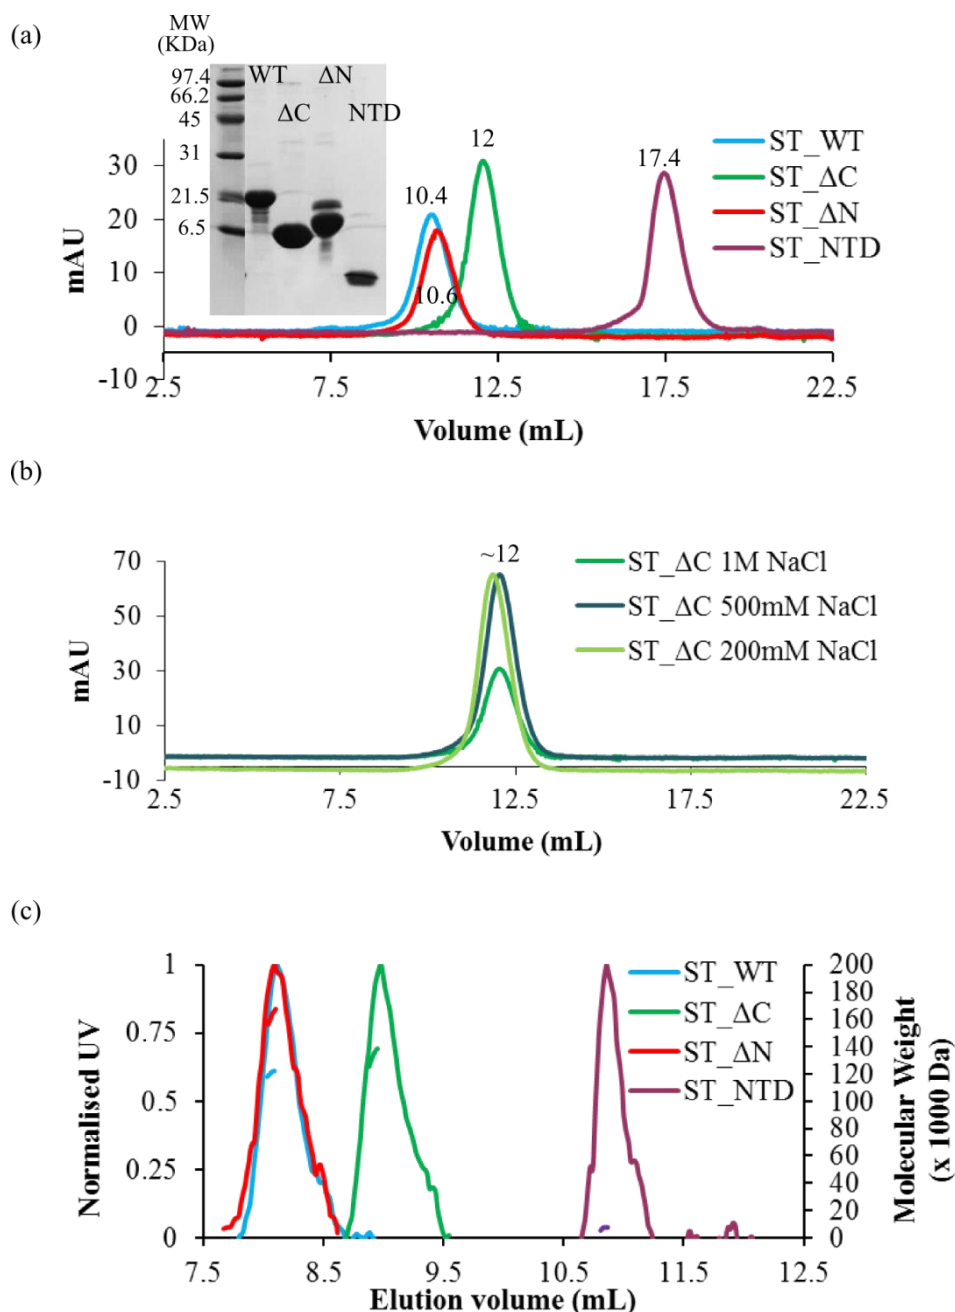 (a)
MW
(KDa)
97.4
66.2
45
31
21.5
6.5
WT
ΔN
ΔC
NTD
30
20
10
0
-10
mAU
10.4
10.6
12
17.4
ST_WT
ST_ΔC
ST_ΔN
ST_NTD
2.5 7.5 12.5 17.5 22.5
Volume (mL)
(b)
70
50
30
10
-10
mAU
~12
ST_ΔC 1M NaCl
ST_ΔC 500mM NaCl
ST_ΔC 200mM NaCl
2.5 7.5 12.5 17.5 22.5
Volume (mL)
(c)
1
0.75
0.5
0.25
0
Normalised UV
ST_WT
ST_ΔC
ST_ΔN
ST_NTD
200
180
160
140
120
100
80
60
40
20
0
Molecular Weight
(x 1000 Da)
7.5 8.5 9.5 10.5 11.5 12.5
Elution volume (mL)